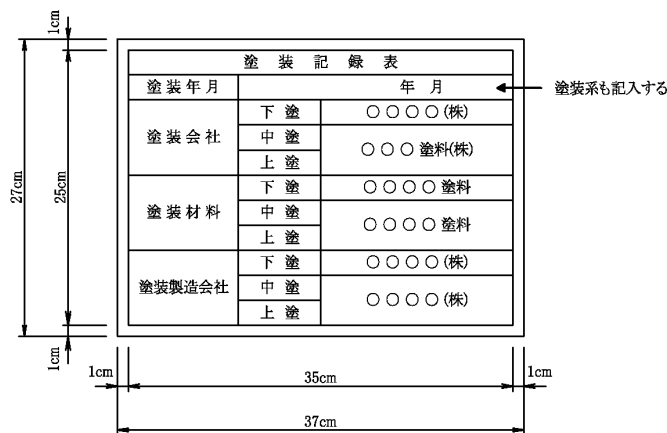 1cm
塗装記録表
塗装年月 年 月
塗装系も記入する
塗装会社
下塗 ○○○○(株)
中塗 ○○○塗料(株)
上塗
塗装材料
下塗 ○○○○塗料
中塗 ○○○○塗料
上塗
塗装製造会社
下塗 ○○○○(株)
中塗 ○○○○(株)
上塗
27cm
25cm
1cm
1cm
35cm
1cm
37cm